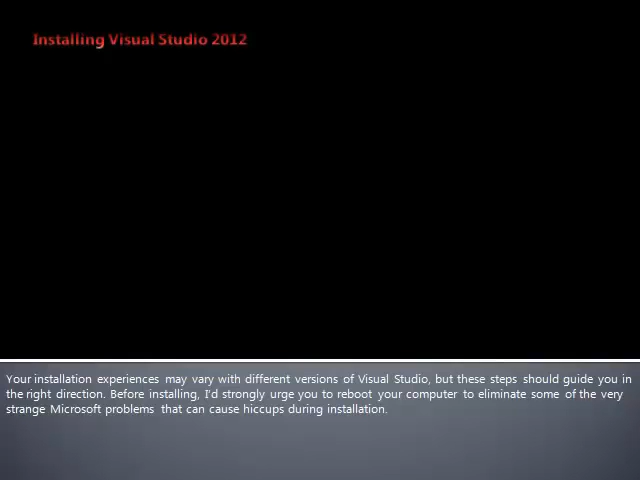 Installing Visual Studio 2012
Your installation experiences may vary with different versions of Visual Studio, but these steps should guide you in
the right direction. Before installing, I'd strongly urge you to reboot your computer to eliminate some of the very
strange Microsoft problems that can cause hiccups during installation.